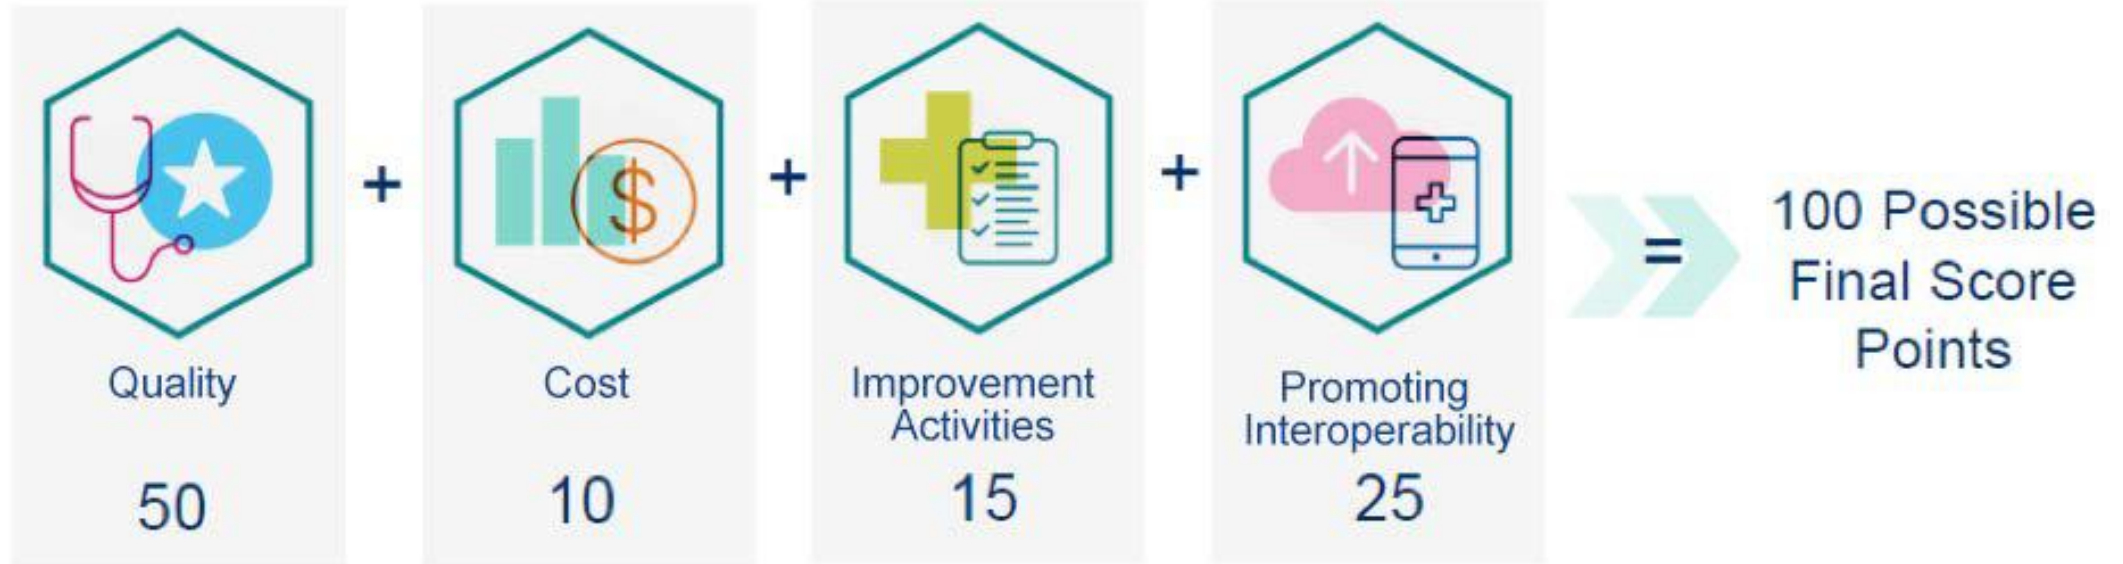 Quality
50
+
Cost
10
+
Improvement
Activities
15
+
Promoting
Interoperability
25
=
100 Possible
Final Score
Points
$